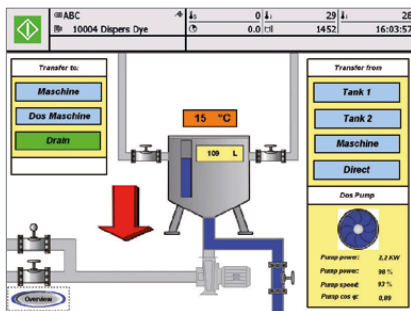 ABC
10004 Dispers Dye
0
29
28
0.0
1452
16:03:57
Transfer to:
Maschine
Dos Maschine
Drain
15 °C
109 L
Transfer from
Tank 1
Tank 2
Maschine
Direct
Dos Pump
Pump power: 2,2 KW
Pump power: 98 %
Pump speed: 93 %
Pump cos φ: 0,89
Overview